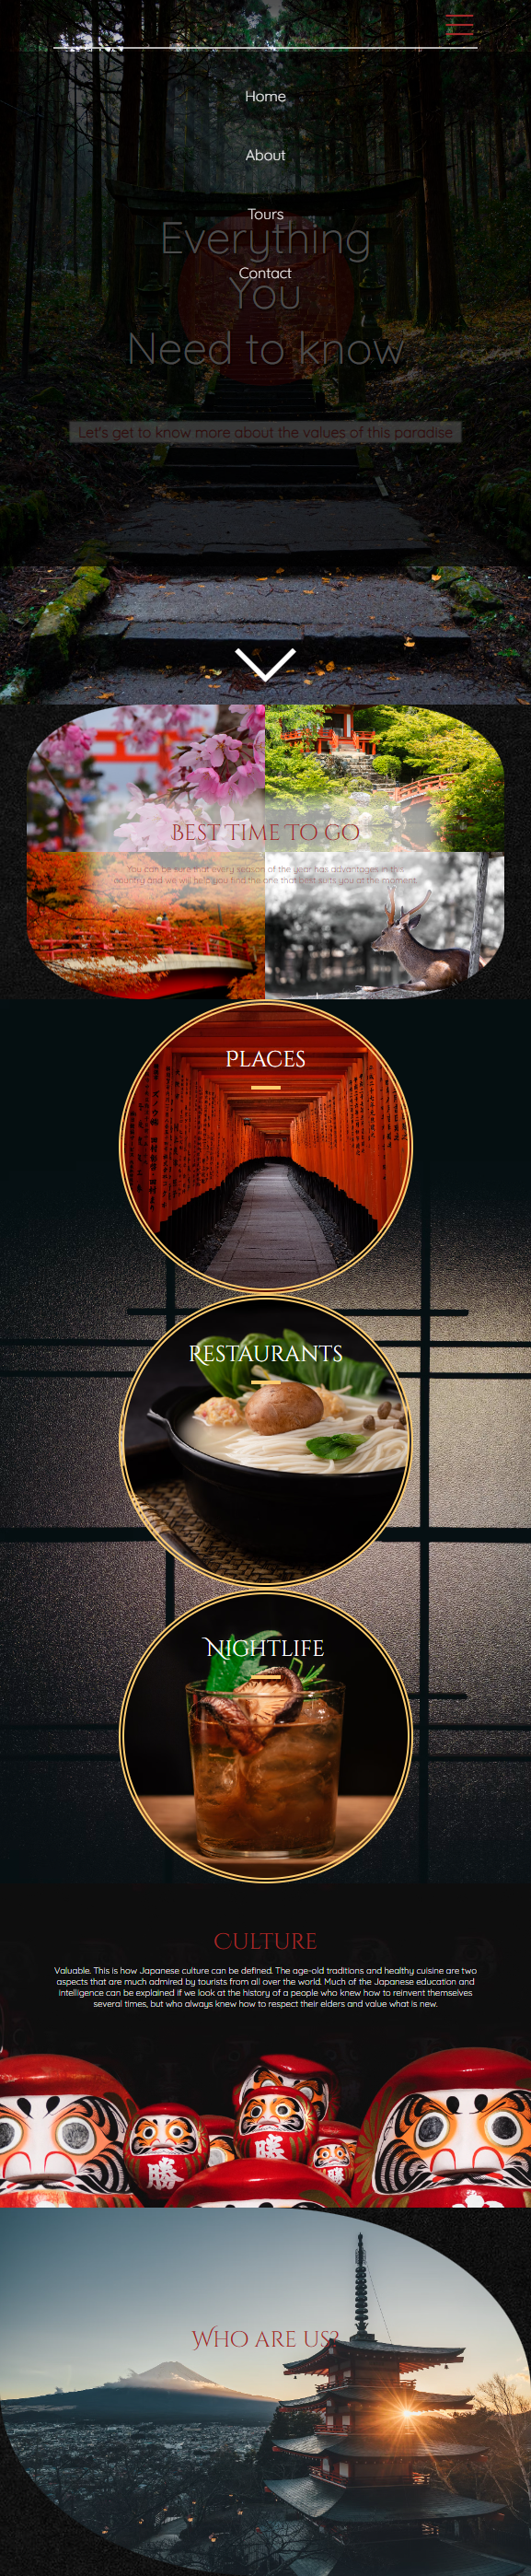 Home
About
Tours
Everything
Contact
You
Need to know
Let's get to know more about the values of this paradise
Best Time To go
You can be sure that every season of the year has advantages in this
country and we will help you find the one that best suits you at the moment.
Places
Restaurants
Nightlife
Culture
Valuable. This is how Japanese culture can be defined. The age-old traditions and healthy cuisine are two
aspects that are much admired by tourists from all over the world. Much of the Japanese education and
intelligence can be explained if we look at the history of a people who knew how to reinvent themselves
several times, but who always knew how to respect their elders and value what is new.
勝
勝
勝
Who are us?